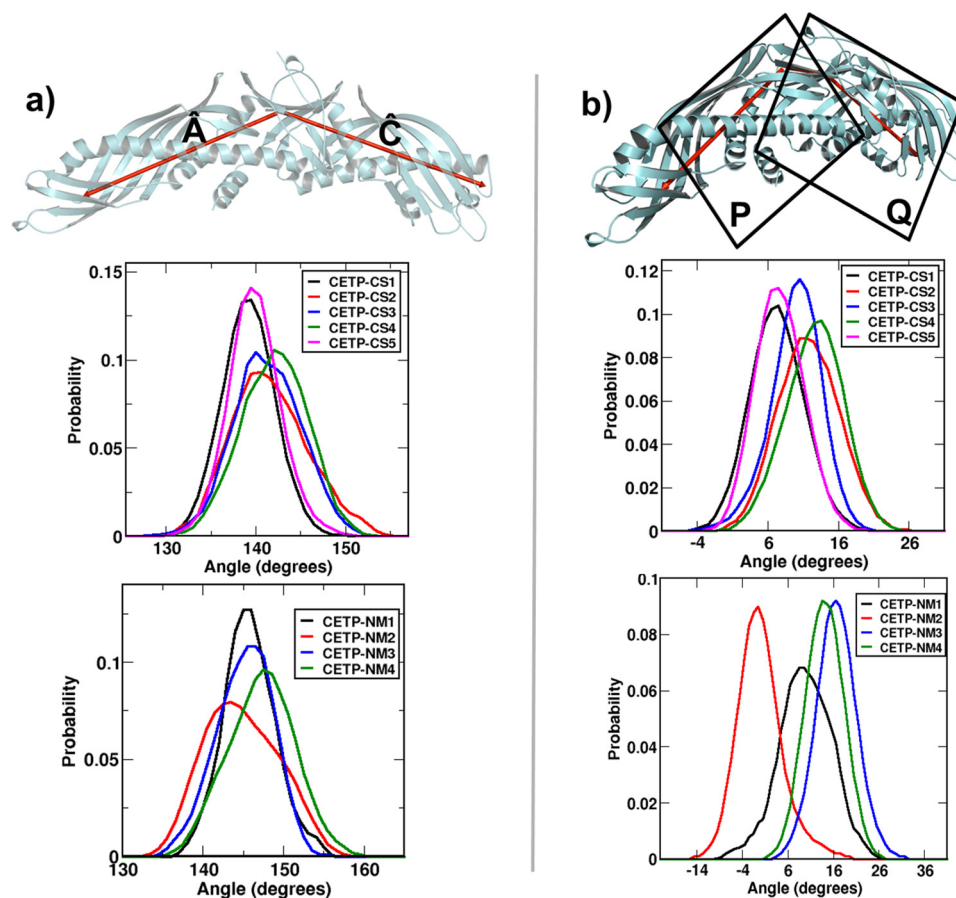 a)
Â
Ĉ
0.15
0.1
0.05
0
Probability
CETP-CS1
CETP-CS2
CETP-CS3
CETP-CS4
CETP-CS5
130
140
150
Angle (degrees)
0.1
0.05
0
Probability
CETP-NM1
CETP-NM2
CETP-NM3
CETP-NM4
130
140
150
160
Angle (degrees)
b)
P
Q
0.12
0.1
0.08
0.06
0.04
0.02
0
Probability
CETP-CS1
CETP-CS2
CETP-CS3
CETP-CS4
CETP-CS5
-4
6
16
26
Angle (degrees)
0.1
0.08
0.06
0.04
0.02
0
Probability
CETP-NM1
CETP-NM2
CETP-NM3
CETP-NM4
-14
-4
6
16
26
36
Angle (degrees)